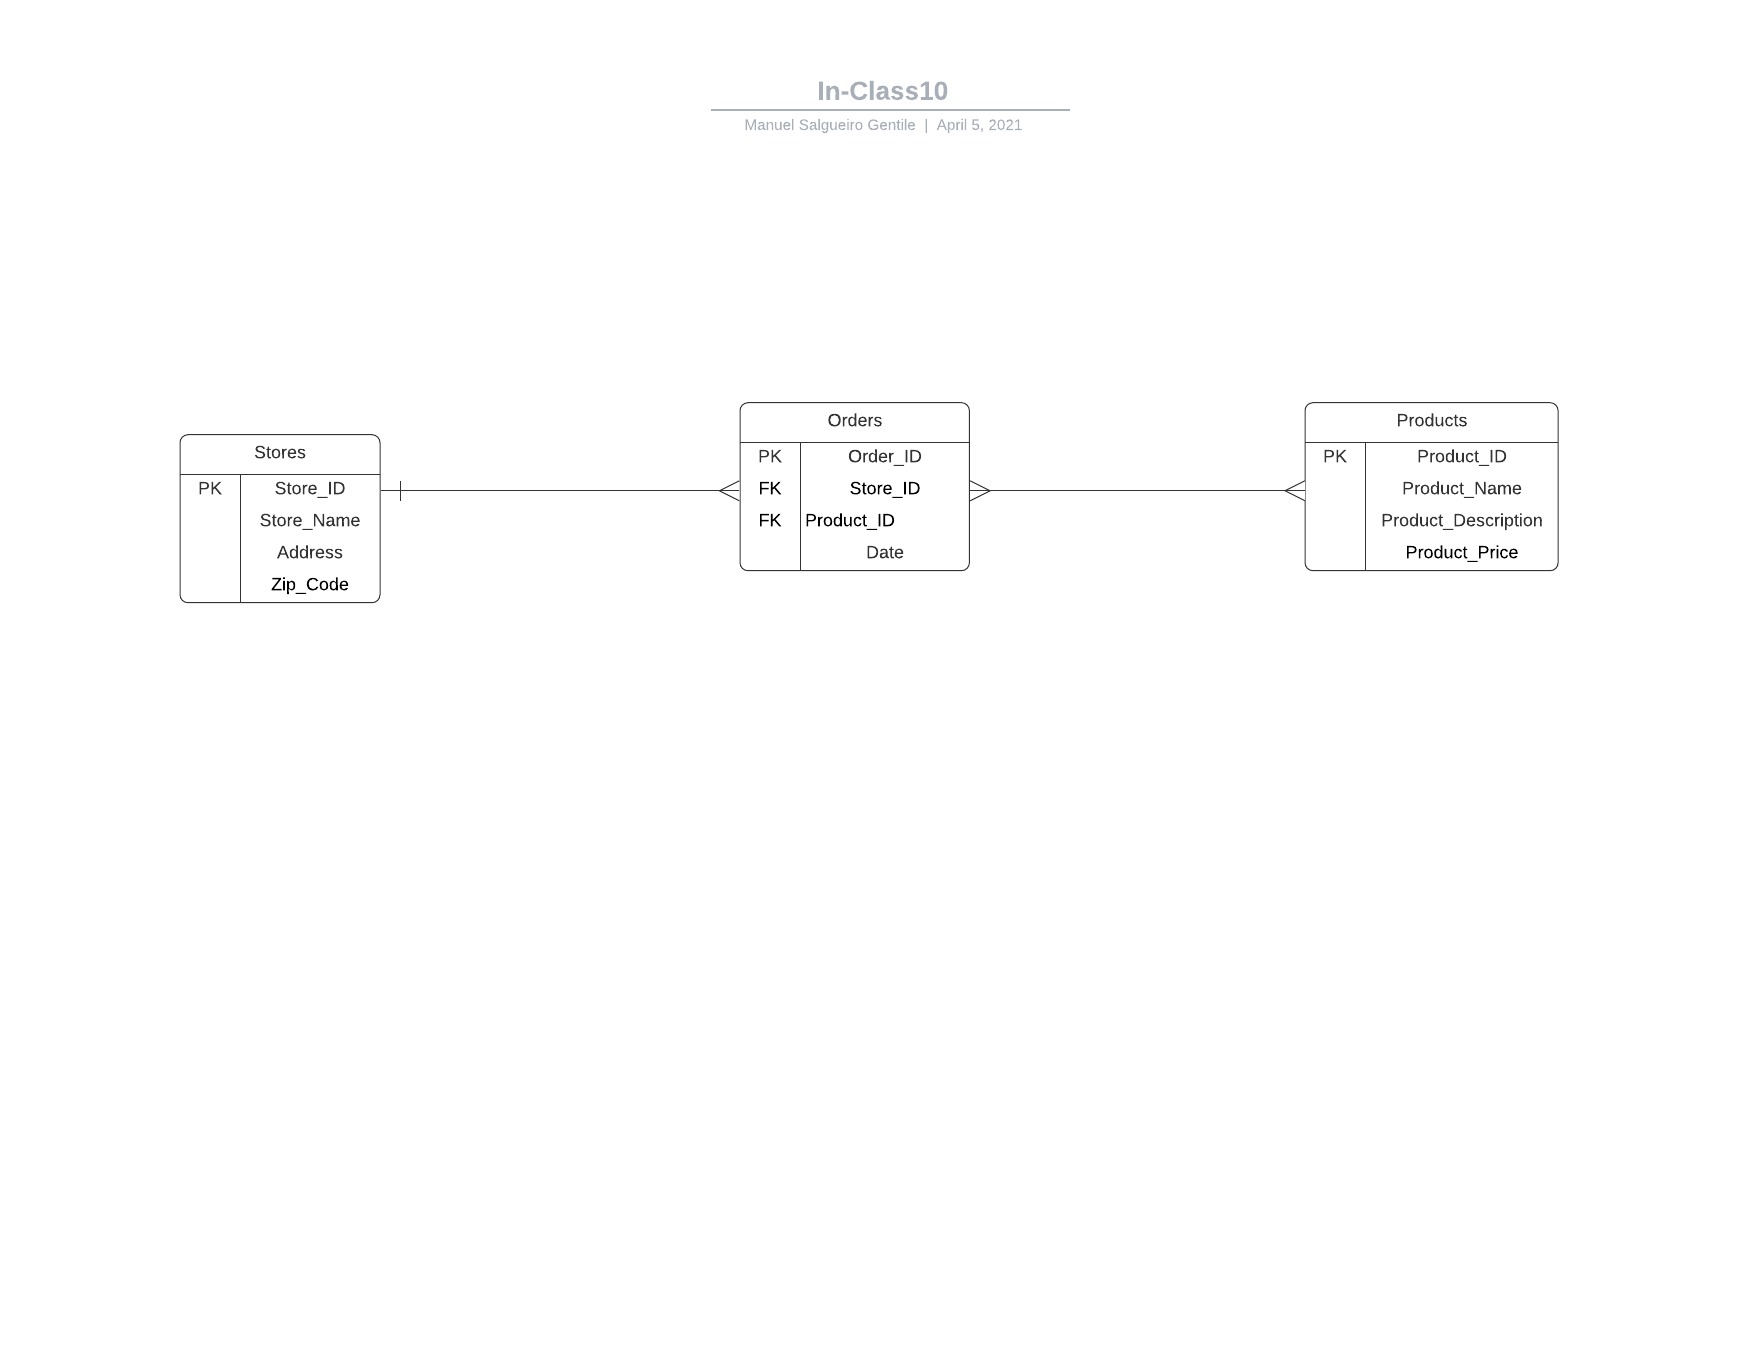 In-Class10
Manuel Salgueiro Gentile | April 5, 2021
Stores
PK Store_ID
Store_Name
Address
Zip_Code
Orders
PK Order_ID
FK Store_ID
FK Product_ID
Date
Products
PK Product_ID
Product_Name
Product_Description
Product_Price